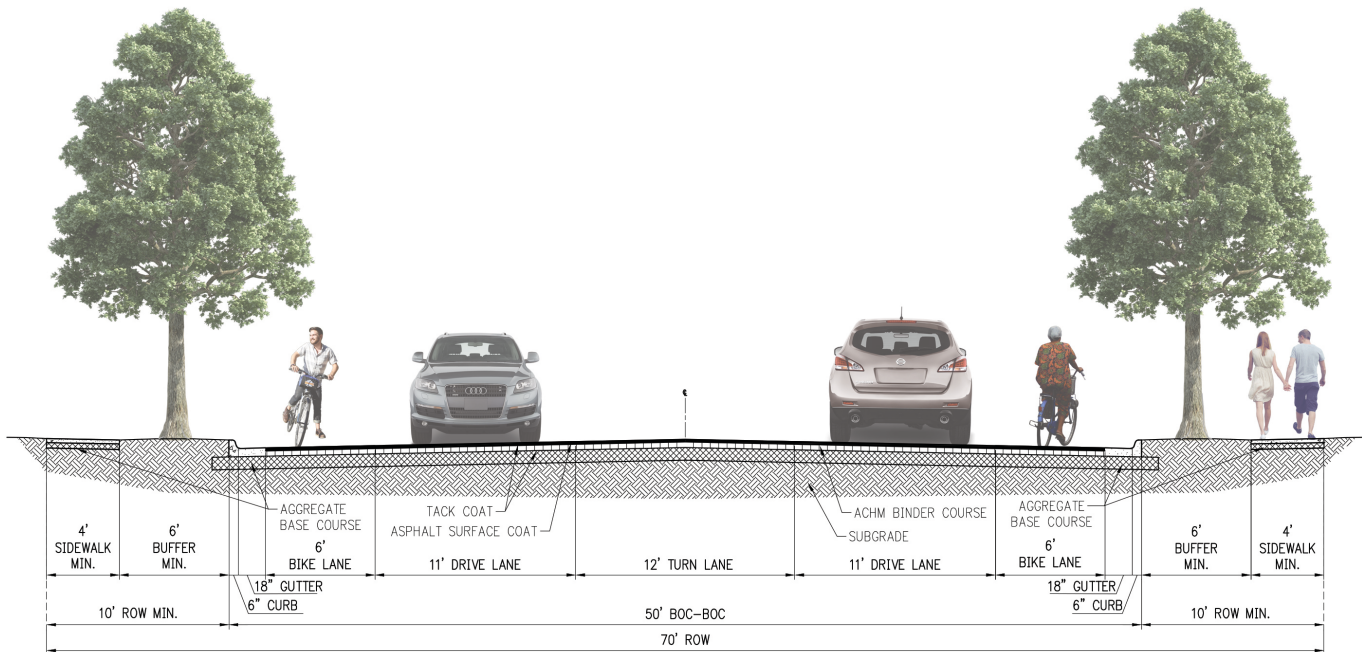 AGGREGATE
BASE COURSE
TACK COAT
ASPHALT SURFACE COAT
ACHM BINDER COURSE
SUBGRADE
AGGREGATE
BASE COURSE
4'
SIDEWALK
MIN.
6'
BUFFER
MIN.
6'
BIKE LANE
11' DRIVE LANE
12' TURN LANE
11' DRIVE LANE
6'
BIKE LANE
6'
BUFFER
MIN.
4'
SIDEWALK
MIN.
18" GUTTER
6" CURB
18" GUTTER
6" CURB
10' ROW MIN.
50' BOC-BOC
10' ROW MIN.
70' ROW